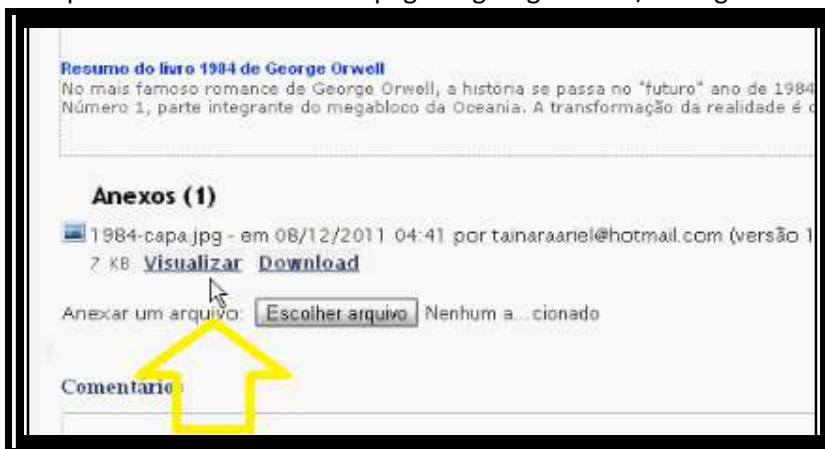 Resumo do livro 1984 de George Orwell
No mais famoso romance de George Orwell, a história se passa no "futuro" ano de 1984
Número 1, parte integrante do megabloco da Oceania. A transformação da realidade é o
Anexos (1)
1984-capa.jpg - em 08/12/2011 04:41 por tainaraariel@hotmail.com (versão 1
7 KB Visualizar Download
Anexar um arquivo: Escolher arquivo Nenhum a...cionado
Comentários